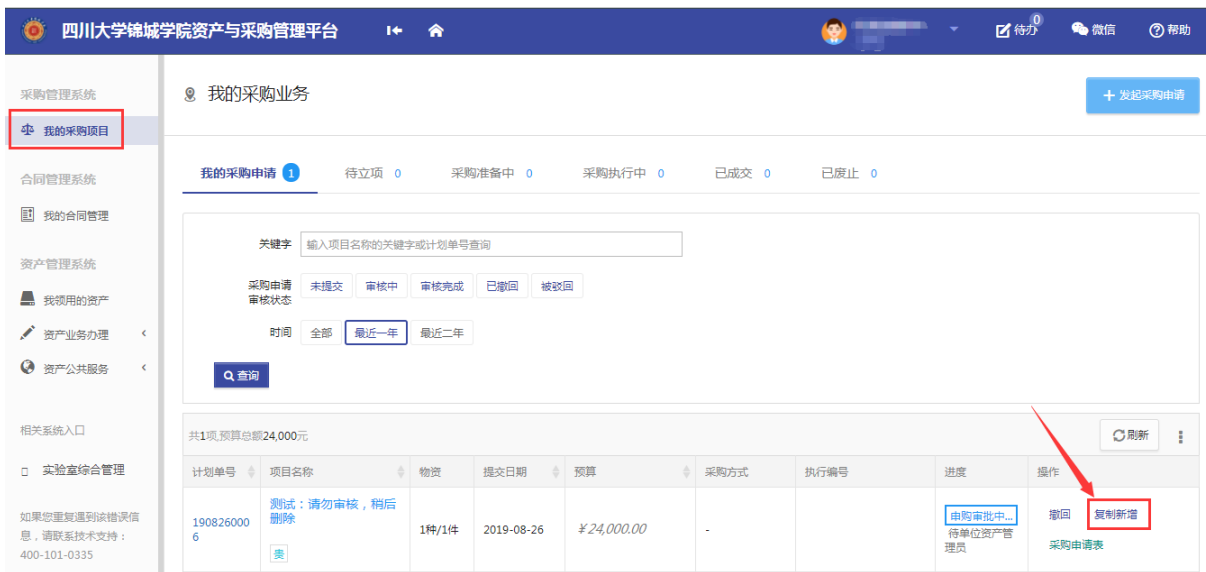 四川大学锦城学院资产与采购管理平台
待办 0
微信
帮助
采购管理系统
我的采购项目
合同管理系统
我的合同管理
资产管理系统
我领用的资产
资产业务办理
资产公共服务
相关系统入口
实验室综合管理
如果您重复遇到该错误信
息，请联系技术支持：
400-101-0335
我的采购业务
+ 发起采购申请
我的采购申请 1 待立项 0 采购准备中 0 采购执行中 0 已成交 0 已废止 0
关键字 输入项目名称的关键字或计划单号查询
采购申请
审核状态
未提交 审核中 审核完成 已撤回 被驳回
时间 全部 最近一年 最近二年
查询
共1项,预算总额24,000元
刷新
计划单号 项目名称 物资 提交日期 预算 采购方式 执行编号 进度 操作
190826000
6
测试：请勿审核，稍后
删除
奥
1种/1件
2019-08-26
¥24,000.00
-
申购审批中...
待单位资产管
理员
撤回 复制新增
采购申请表